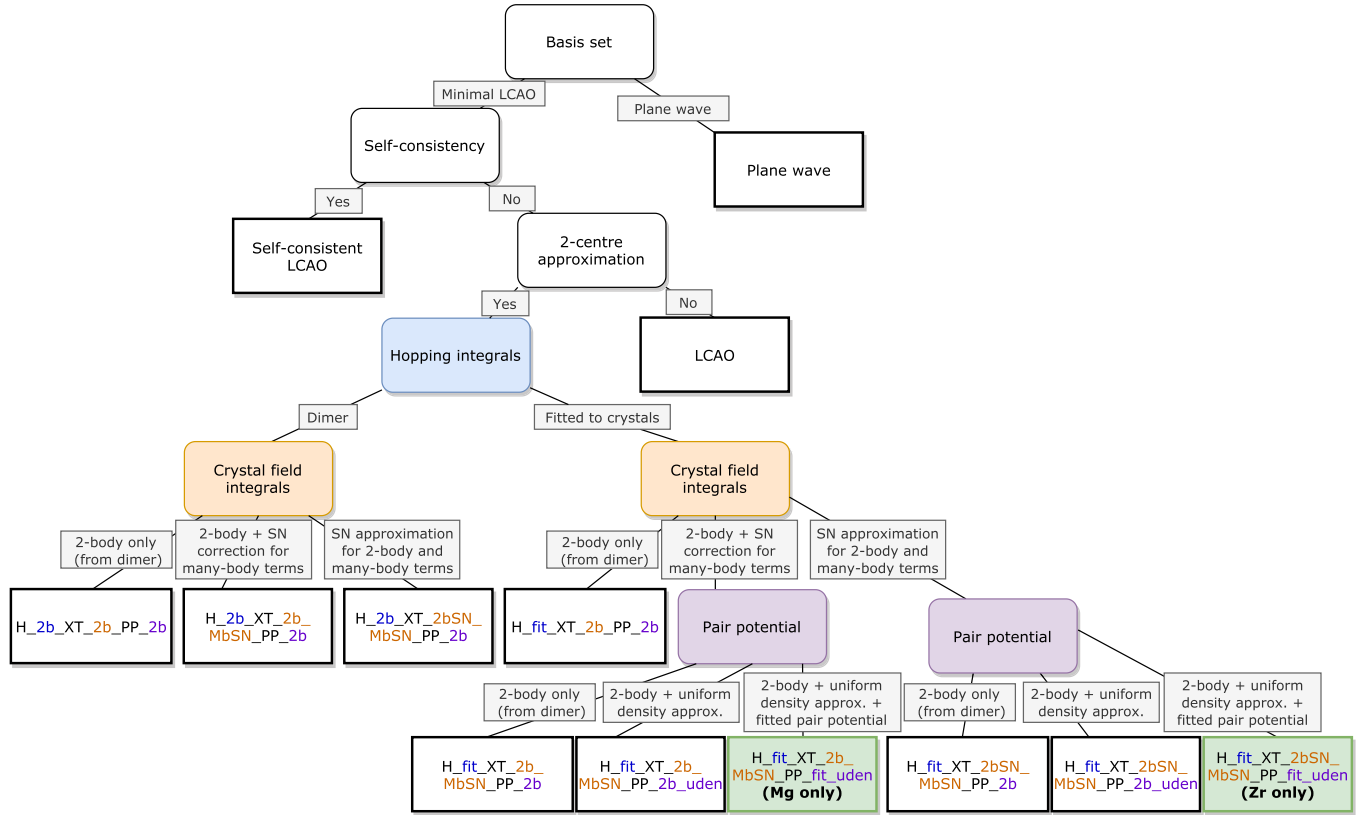 Basis set
Minimal LCAO
Plane wave
Self-consistency
Plane wave
Yes
No
Self-consistent
LCAO
2-centre
approximation
Yes
No
Hopping integrals
LCAO
Dimer
Fitted to crystals
Crystal field
integrals
Crystal field
integrals
2-body only
(from dimer)
2-body + SN
correction for
many-body terms
SN approximation
for 2-body and
many-body terms
2-body only
(from dimer)
2-body + SN
correction for
many-body terms
SN approximation
for 2-body and
many-body terms
H_2b_XT_2b_PP_2b
H_2b_XT_2b_
MbSN_PP_2b
H_2b_XT_2bSN_
MbSN_PP_2b
H_fit_XT_2b_PP_2b
Pair potential
Pair potential
2-body only
(from dimer)
2-body + uniform
density approx.
2-body + uniform
density approx. +
fitted pair potential
2-body only
(from dimer)
2-body + uniform
density approx.
2-body + uniform
density approx. +
fitted pair potential
H_fit_XT_2b_
MbSN_PP_2b
H_fit_XT_2b_
MbSN_PP_2b_uden
H_fit_XT_2b_
MbSN_PP_fit_uden
(Mg only)
H_fit_XT_2bSN_
MbSN_PP_2b
H_fit_XT_2bSN_
MbSN_PP_2b_uden
H_fit_XT_2bSN_
MbSN_PP_fit_uden
(Zr only)